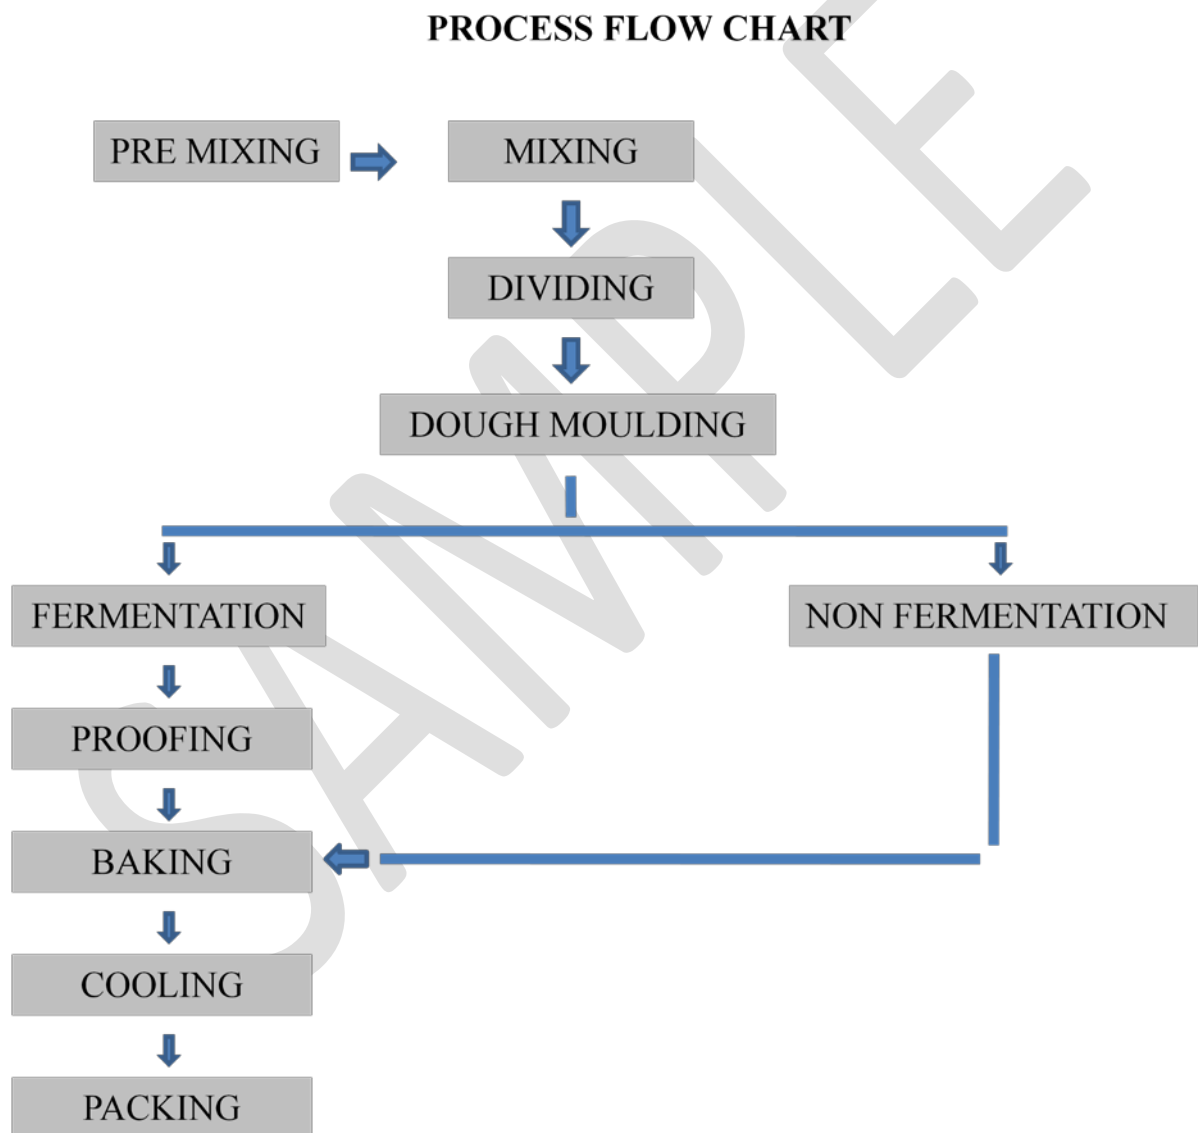 PROCESS FLOW CHART
PRE MIXING
MIXING
DIVIDING
DOUGH MOULDING
FERMENTATION
NON FERMENTATION
PROOFING
BAKING
COOLING
PACKING
SAMPLE